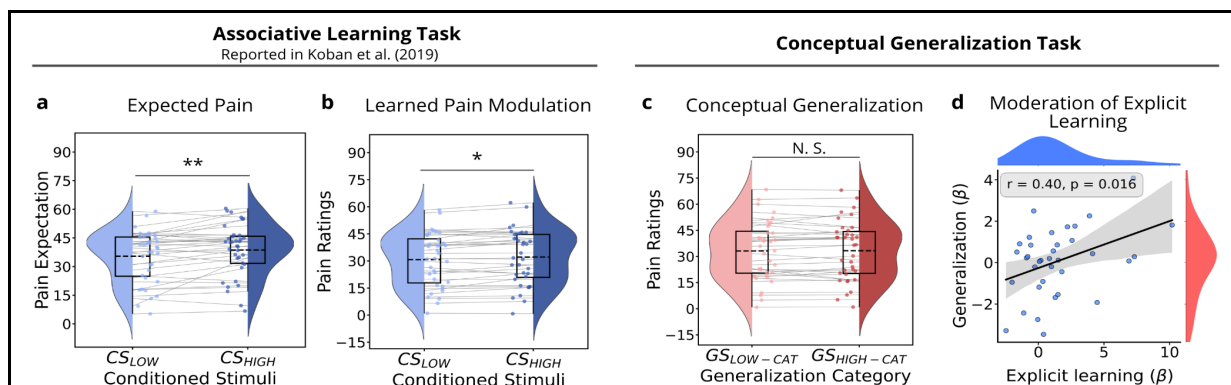 Associative Learning Task
Reported in Koban et al. (2019)
Conceptual Generalization Task
a Expected Pain
**
Pain Expectation
90
75
60
45
30
15
0
CS_LOW CS_HIGH
Conditioned Stimuli
b Learned Pain Modulation
*
Pain Ratings
90
75
60
45
30
15
0
−15
CS_LOW CS_HIGH
Conditioned Stimuli
c Conceptual Generalization
N. S.
Pain Ratings
90
75
60
45
30
15
0
−15
GS_LOW−CAT GS_HIGH−CAT
Generalization Category
d Moderation of Explicit
Learning
r = 0.40, p = 0.016
Generalization (β)
4
2
0
−2
0 5 10
Explicit learning (β)